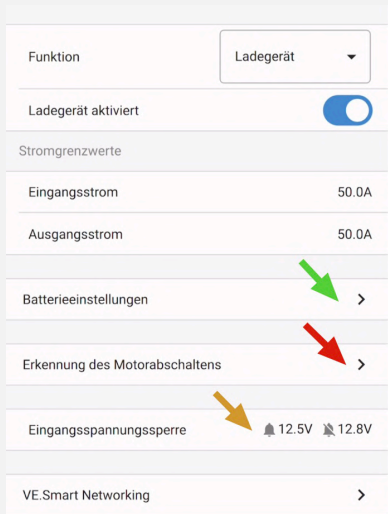 Funktion
Ladegerät
Ladegerät aktiviert
Stromgrenzwerte
Eingangsstrom 50.0A
Ausgangsstrom 50.0A
Batterieeinstellungen
Erkennung des Motorabschaltens
Eingangsspannungssperre 12.5V 12.8V
VE.Smart Networking